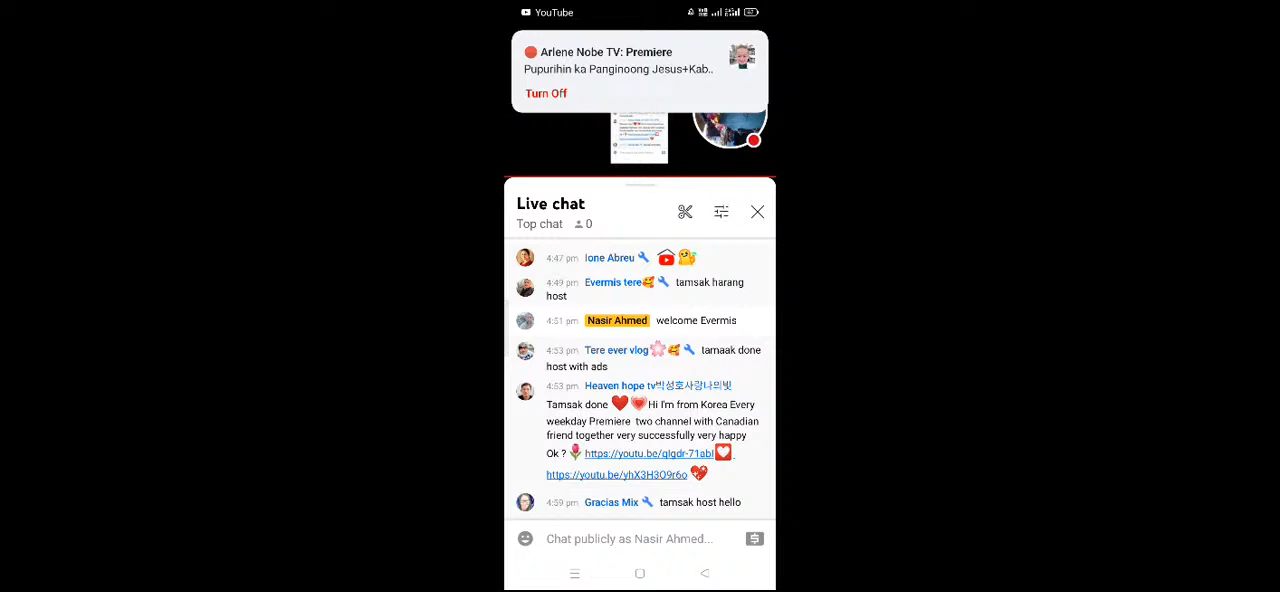 YouTube
Arlene Nobe TV: Premiere
Pupurihin ka Panginoong Jesus+Kab..
Turn Off
Live chat
Top chat 0
4:47 pm Ione Abreu
4:49 pm Evermis tere🥰 tamsak harang
host
4:51 pm Nasir Ahmed welcome Evermis
4:53 pm Tere ever vlog🌸🥰 tamaak done
host with ads
4:53 pm Heaven hope tv박성호사랑나의빛
Tamsak done ❤️💗Hi I'm from Korea Every
weekday Premiere two channel with Canadian
friend together very successfully very happy
Ok ?🌷 https://youtu.be/qlgdr-71abI💟
https://youtu.be/yhX3H3O9r6o 💖
4:59 pm Gracias Mix tamsak host hello
Chat publicly as Nasir Ahmed...